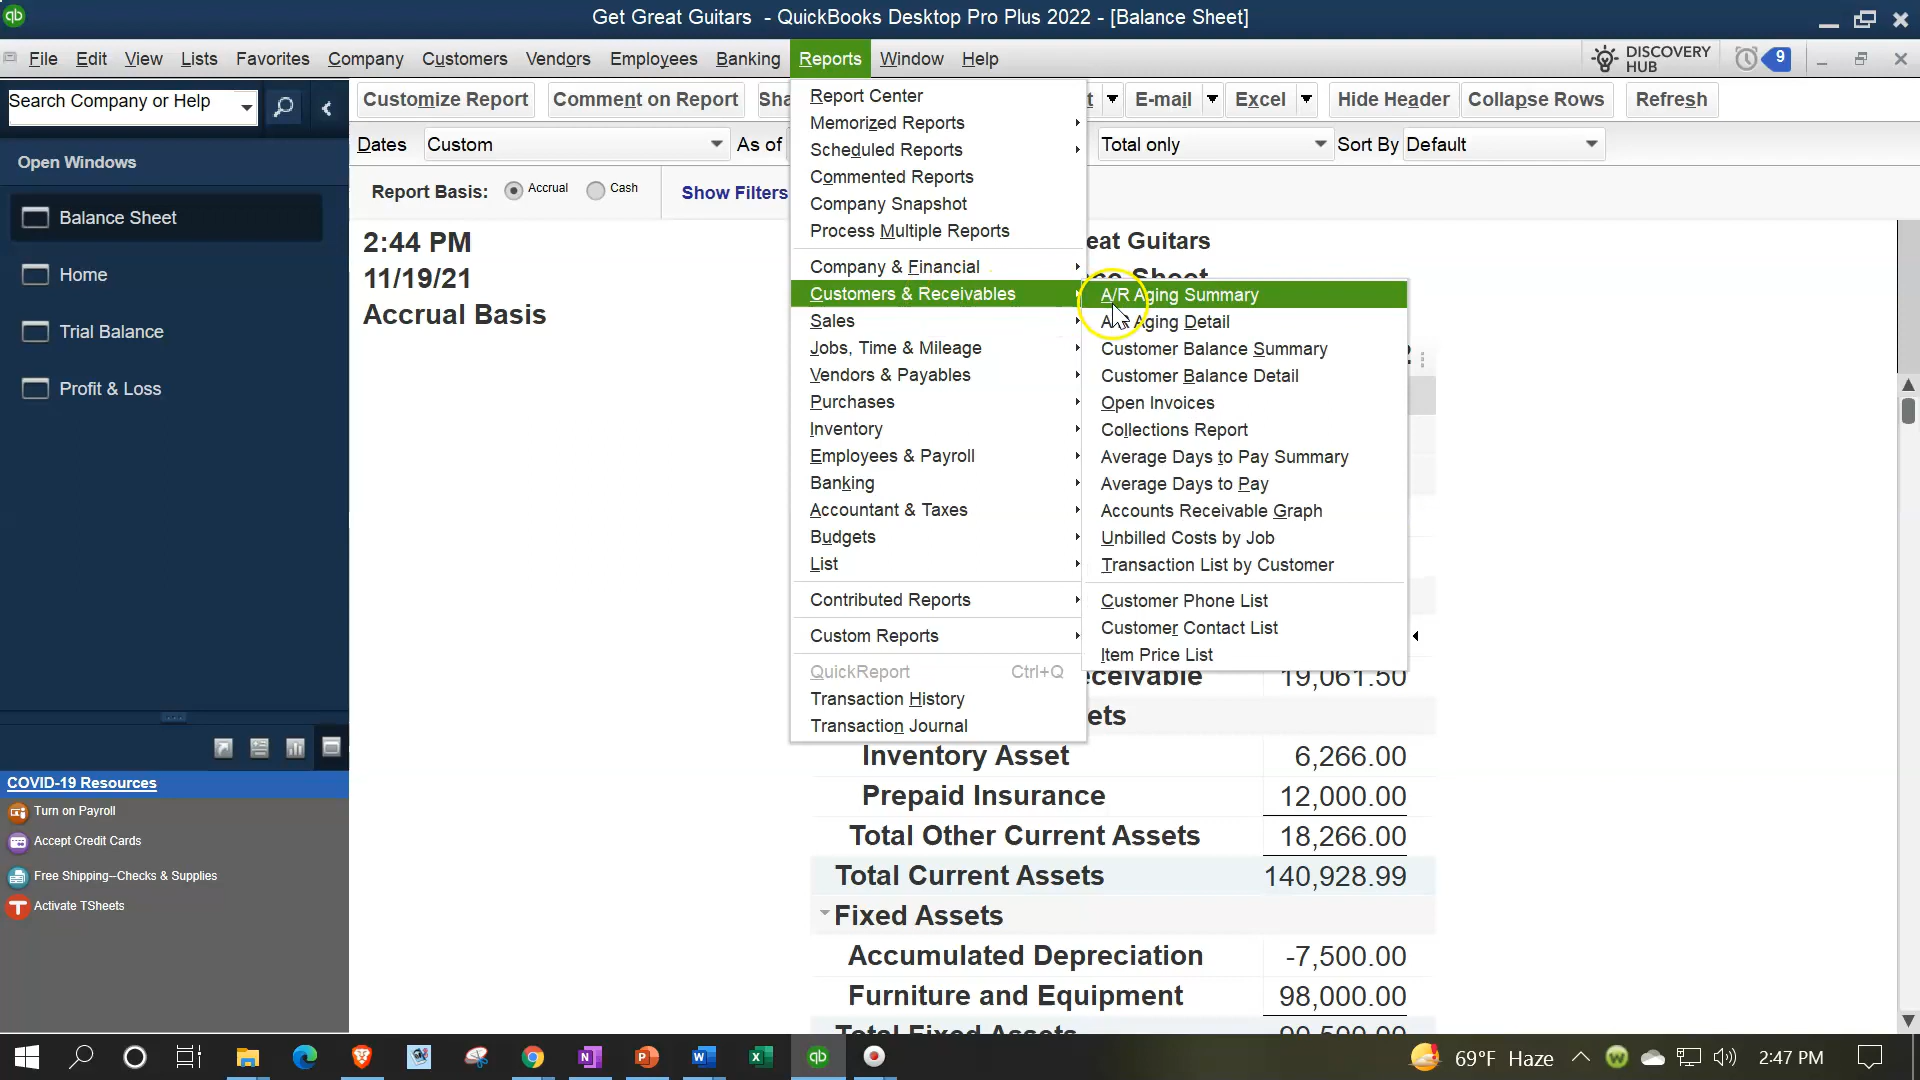 Get Great Guitars - QuickBooks Desktop Pro Plus 2022 - [Balance Sheet]
File Edit View Lists Favorites Company Customers Vendors Employees Banking Reports Window Help
DISCOVERY HUB
9
Search Company or Help
Customize Report Comment on Report Sha t E-mail Excel Hide Header Collapse Rows Refresh
Dates Custom As of Total only Sort By Default
Report Basis: Accrual Cash Show Filters
Open Windows
Balance Sheet
Home
Trial Balance
Profit & Loss
COVID-19 Resources
Turn on Payroll
Accept Credit Cards
Free Shipping--Checks & Supplies
Activate TSheets
2:44 PM
11/19/21
Accrual Basis
Report Center
Memorized Reports
Scheduled Reports
Commented Reports
Company Snapshot
Process Multiple Reports
Company & Financial
Customers & Receivables
Sales
Jobs, Time & Mileage
Vendors & Payables
Purchases
Inventory
Employees & Payroll
Banking
Accountant & Taxes
Budgets
List
Contributed Reports
Custom Reports
QuickReport Ctrl+Q
Transaction History
Transaction Journal
A/R Aging Summary
A/R Aging Detail
Customer Balance Summary
Customer Balance Detail
Open Invoices
Collections Report
Average Days to Pay Summary
Average Days to Pay
Accounts Receivable Graph
Unbilled Costs by Job
Transaction List by Customer
Customer Phone List
Customer Contact List
Item Price List
eat Guitars
ce Sheet
ceivable 19,061.50
ets
Inventory Asset 6,266.00
Prepaid Insurance 12,000.00
Total Other Current Assets 18,266.00
Total Current Assets 140,928.99
Fixed Assets
Accumulated Depreciation -7,500.00
Furniture and Equipment 98,000.00
Total Fixed Assets 90,500.00
69°F Haze
2:47 PM